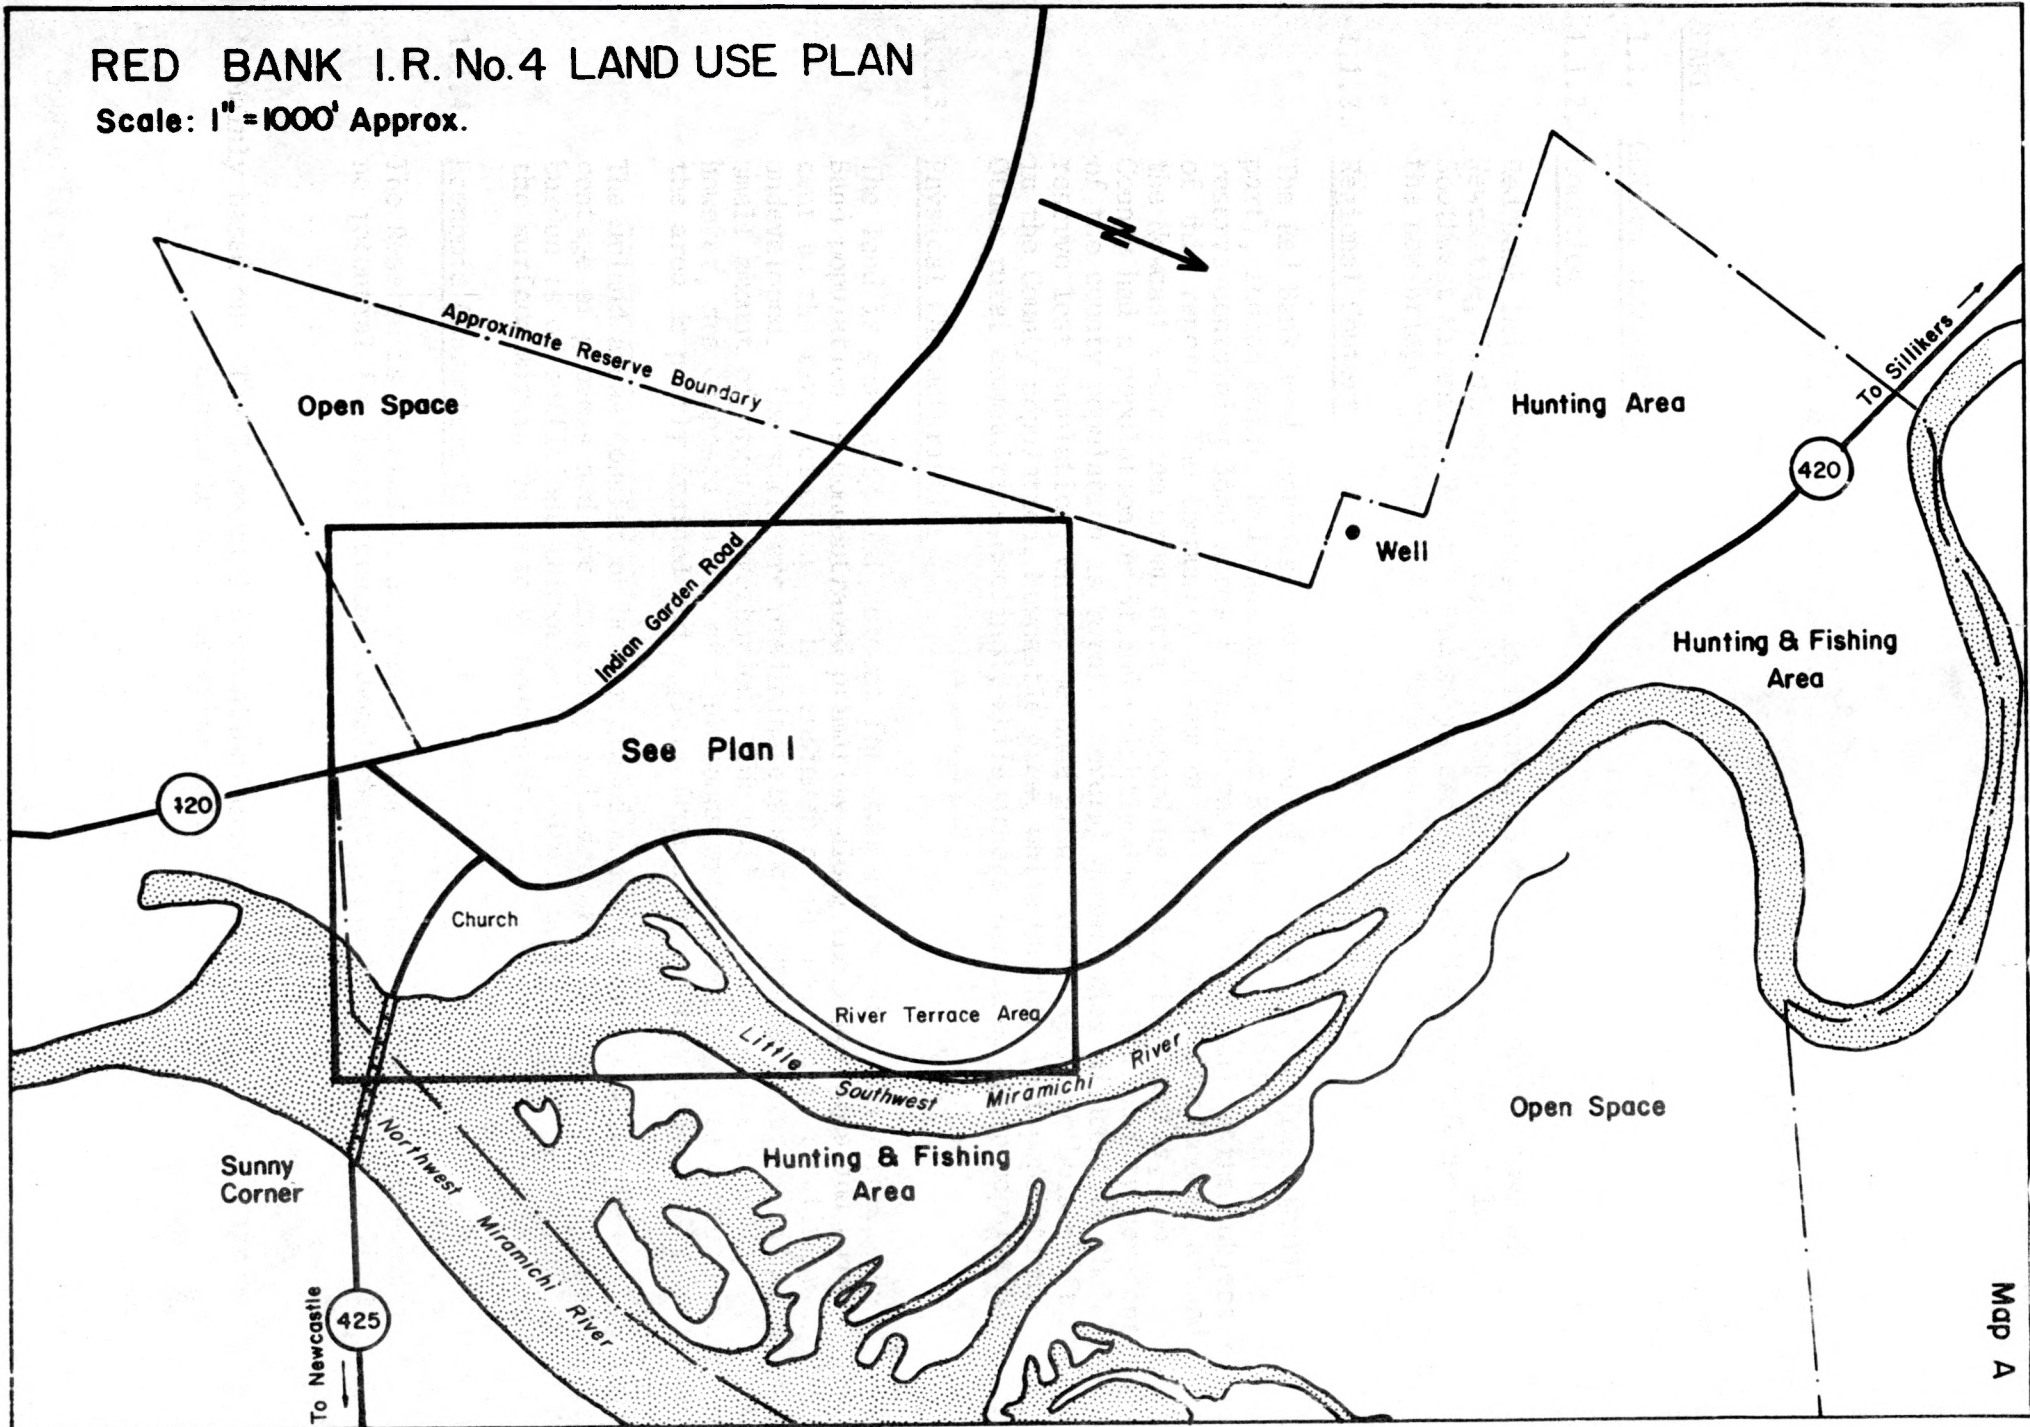 RED BANK I.R. No.4 LAND USE PLAN
Scale: 1" = 1000' Approx.
Approximate Reserve Boundary
Open Space
Hunting Area
To Sillikers
420
Well
Indian Garden Road
Hunting & Fishing
Area
See Plan 1
420
Church
River Terrace Area
Little Southwest Miramichi River
Open Space
Hunting & Fishing
Area
Sunny
Corner
Northwest Miramichi River
425
To Newcastle
Map A